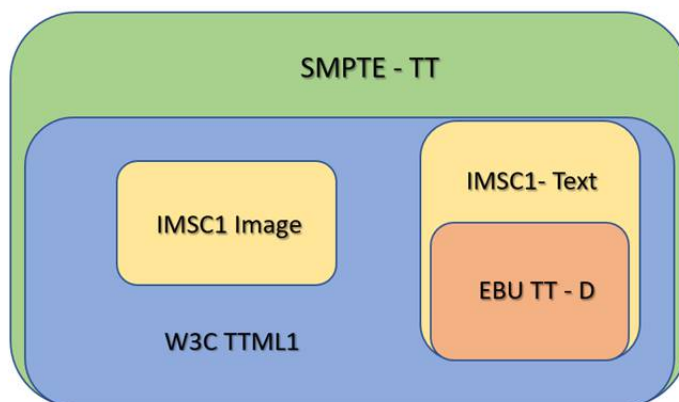 SMPTE - TT
IMSC1- Text
IMSC1 Image
EBU TT - D
W3C TTML1